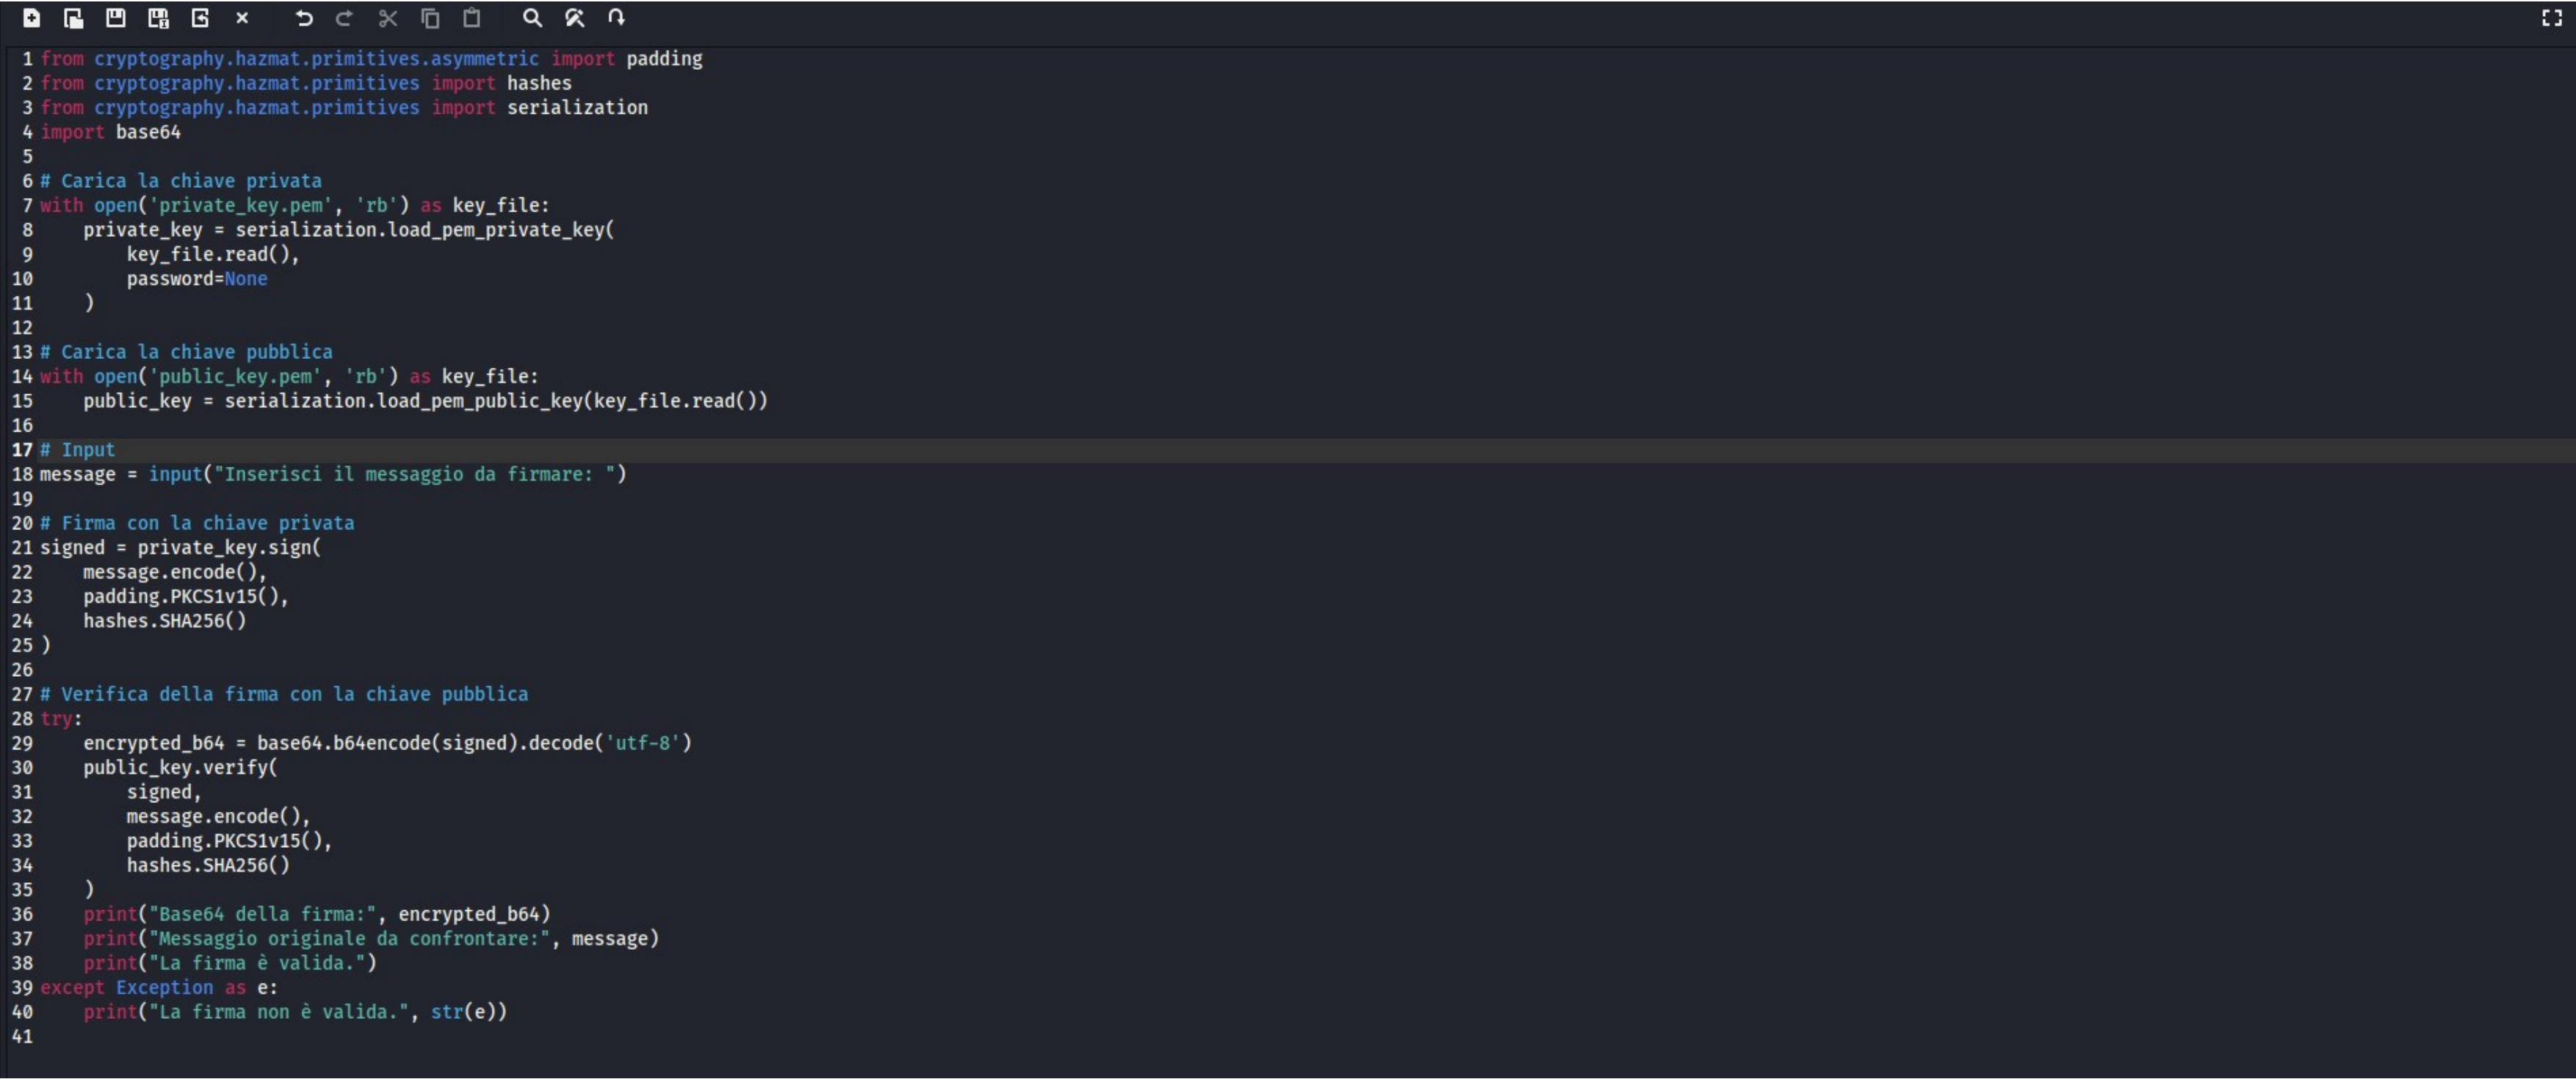 1 from cryptography.hazmat.primitives.asymmetric import padding
2 from cryptography.hazmat.primitives import hashes
3 from cryptography.hazmat.primitives import serialization
4 import base64
5
6 # Carica la chiave privata
7 with open('private_key.pem', 'rb') as key_file:
8     private_key = serialization.load_pem_private_key(
9         key_file.read(),
10         password=None
11     )
12
13 # Carica la chiave pubblica
14 with open('public_key.pem', 'rb') as key_file:
15     public_key = serialization.load_pem_public_key(key_file.read())
16
17 # Input
18 message = input("Inserisci il messaggio da firmare: ")
19
20 # Firma con la chiave privata
21 signed = private_key.sign(
22     message.encode(),
23     padding.PKCS1v15(),
24     hashes.SHA256()
25 )
26
27 # Verifica della firma con la chiave pubblica
28 try:
29     encrypted_b64 = base64.b64encode(signed).decode('utf-8')
30     public_key.verify(
31         signed,
32         message.encode(),
33         padding.PKCS1v15(),
34         hashes.SHA256()
35     )
36     print("Base64 della firma:", encrypted_b64)
37     print("Messaggio originale da confrontare:", message)
38     print("La firma è valida.")
39 except Exception as e:
40     print("La firma non è valida.", str(e))
41